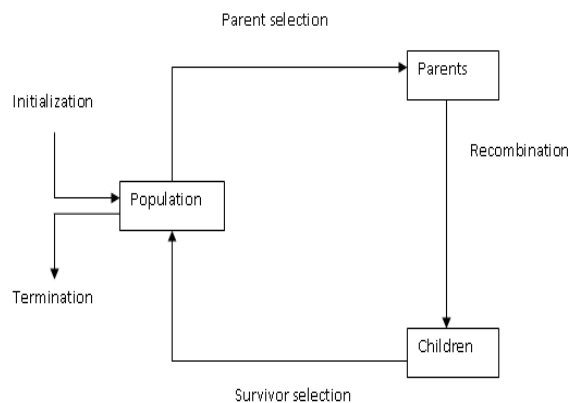 Parent selection
Parents
Initialization
Recombination
Population
Termination
Children
Survivor selection